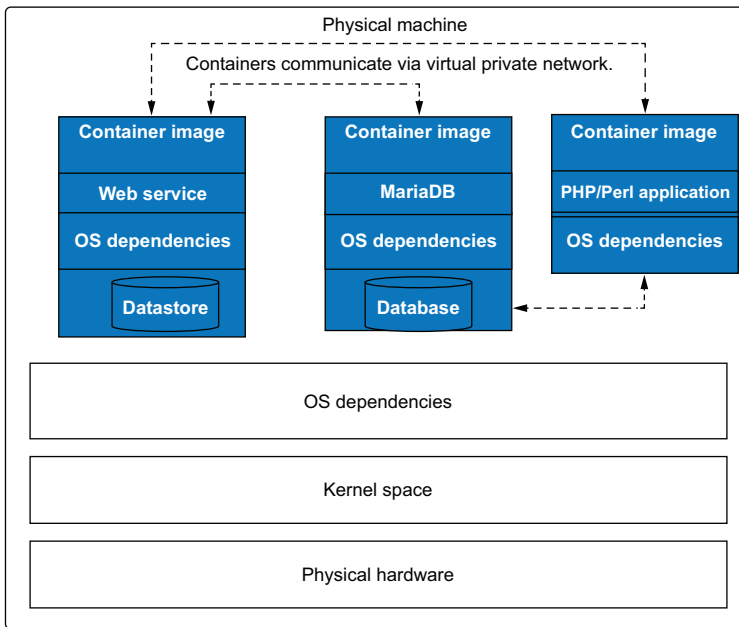 Physical machine
Containers communicate via virtual private network.
Container image
Web service
OS dependencies
Datastore
Container image
MariaDB
OS dependencies
Database
Container image
PHP/Perl application
OS dependencies
OS dependencies
Kernel space
Physical hardware